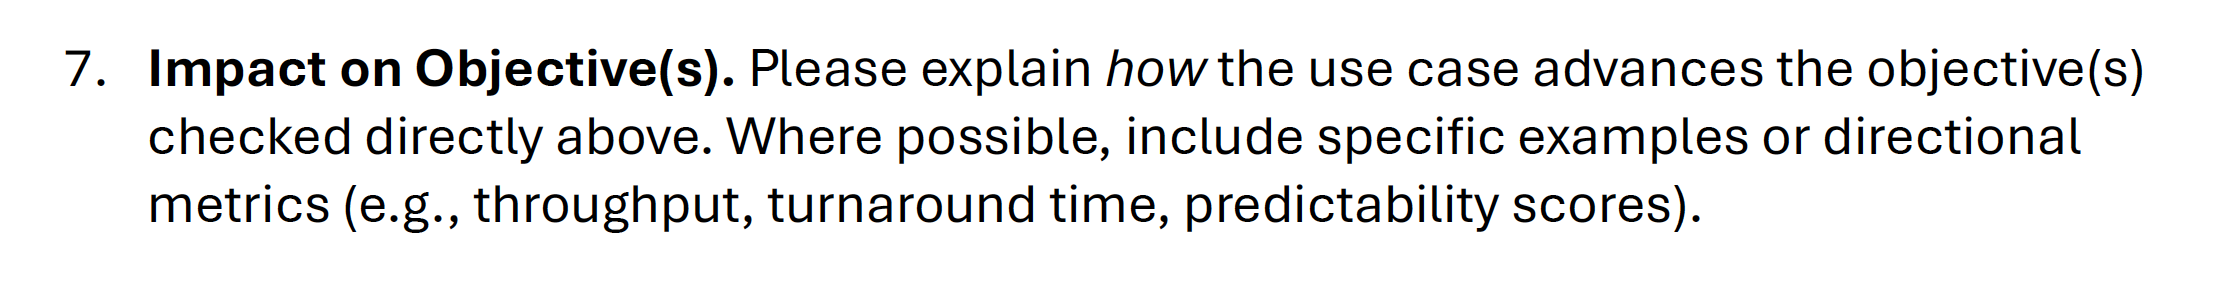 7. Impact on Objective(s). Please explain how the use case advances the objective(s)
checked directly above. Where possible, include specific examples or directional
metrics (e.g., throughput, turnaround time, predictability scores).